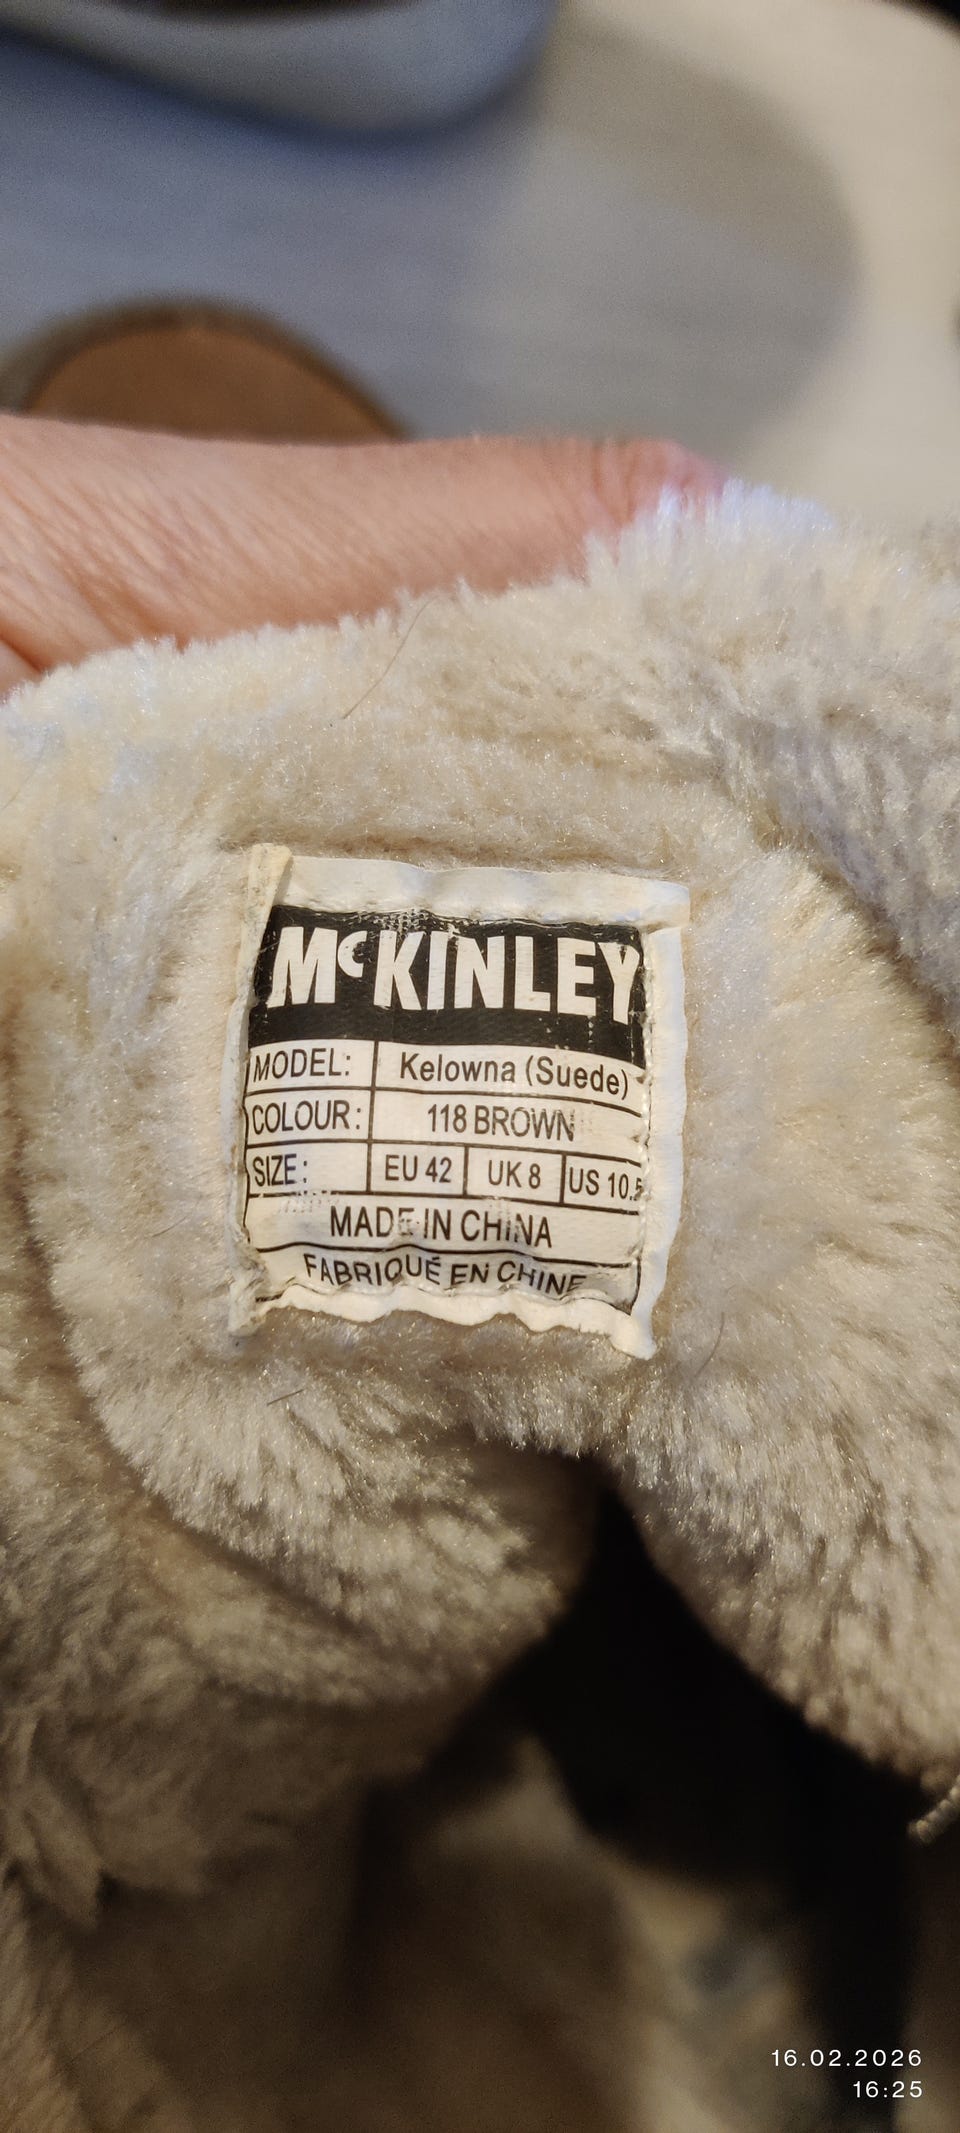 McKINLEY
MODEL: Kelowna (Suede)
COLOUR: 118 BROWN
SIZE: EU 42 UK 8 US 10.5
MADE IN CHINA
FABRIQUÉ EN CHINE
16.02.2026
16:25